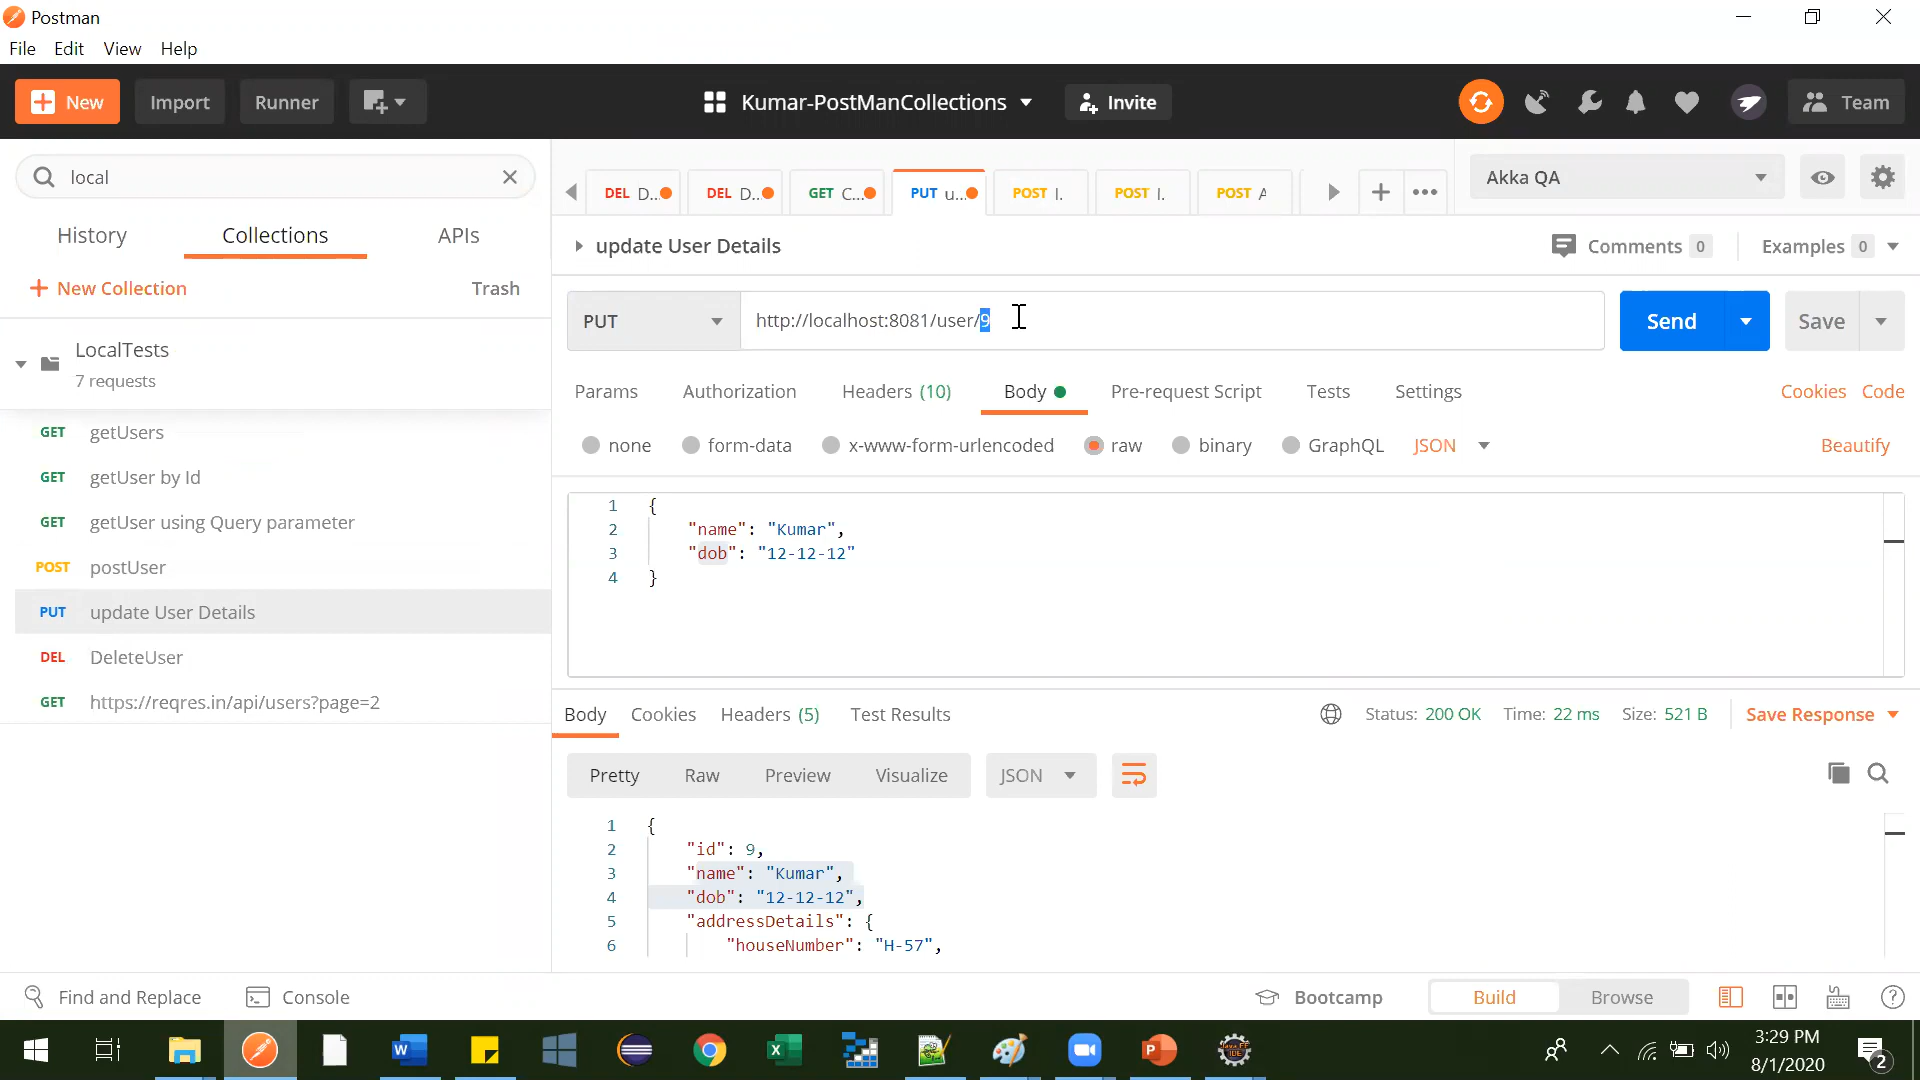 Postman
File Edit View Help
New Import Runner Kumar-PostManCollections Invite Team
local
DEL D.. DEL D.. GET C... PUT u... POST I. POST I. POST A Akka QA
History Collections APIs
update User Details Comments 0 Examples 0
+ New Collection Trash
PUT http://localhost:8081/user/9 Send Save
LocalTests
7 requests
Params Authorization Headers (10) Body Pre-request Script Tests Settings Cookies Code
GET getUsers
none form-data x-www-form-urlencoded raw binary GraphQL JSON Beautify
GET getUser by Id
GET getUser using Query parameter
POST postUser
PUT update User Details
DEL DeleteUser
GET https://reqres.in/api/users?page=2
1 {
2 "name": "Kumar",
3 "dob": "12-12-12"
4 }
Body Cookies Headers (5) Test Results Status: 200 OK Time: 22 ms Size: 521 B Save Response
Pretty Raw Preview Visualize JSON
1 {
2 "id": 9,
3 "name": "Kumar",
4 "dob": "12-12-12",
5 "addressDetails": {
6 "houseNumber": "H-57",
Find and Replace Console Bootcamp Build Browse
3:29 PM
8/1/2020
2